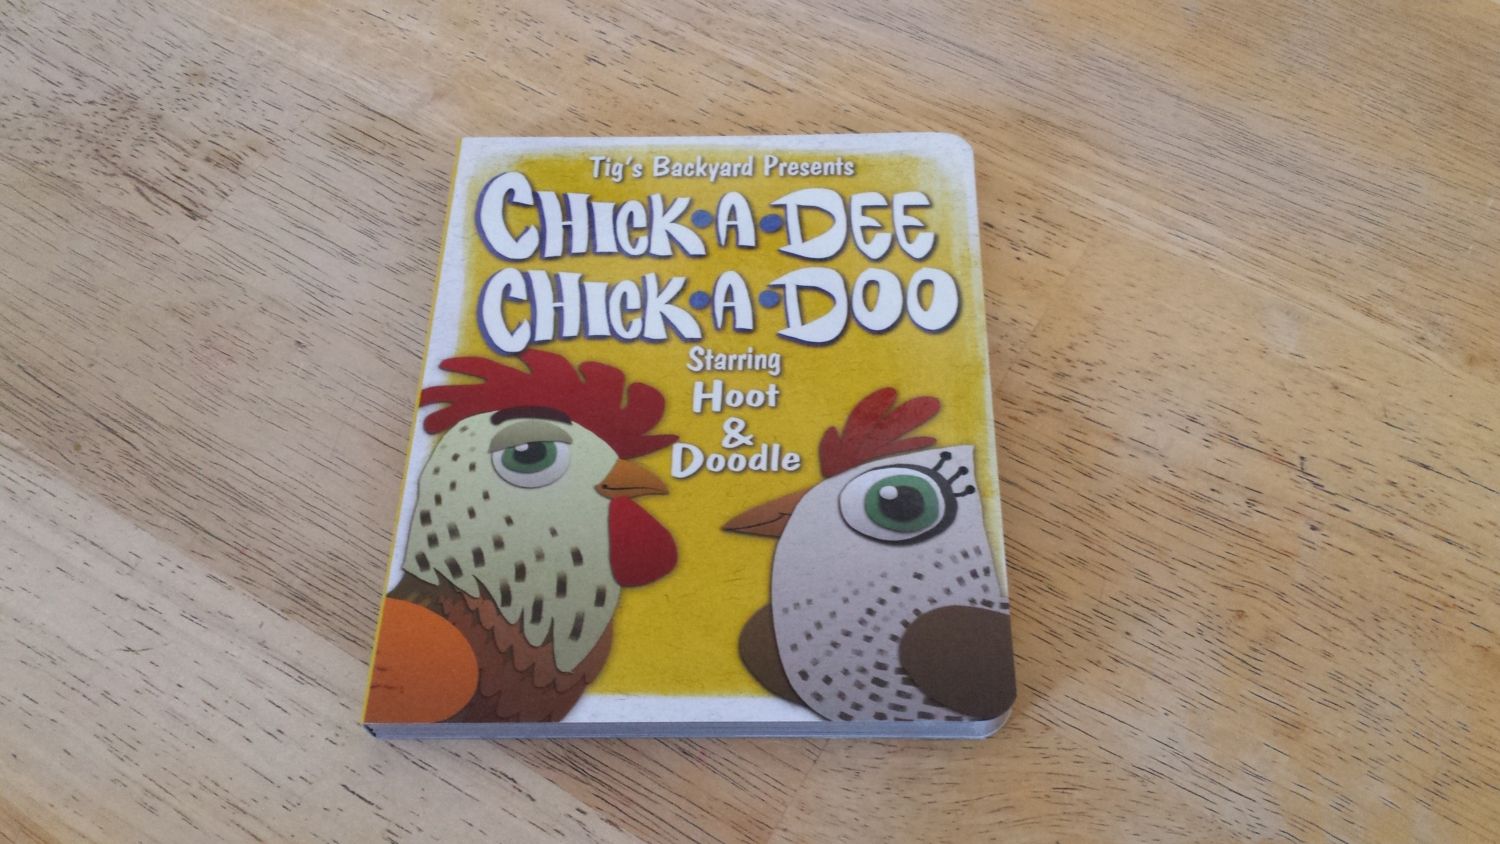 Tig's Backyard Presents
CHICK•A•DEE
CHICK•A•DOO
Starring
Hoot
&
Doodle